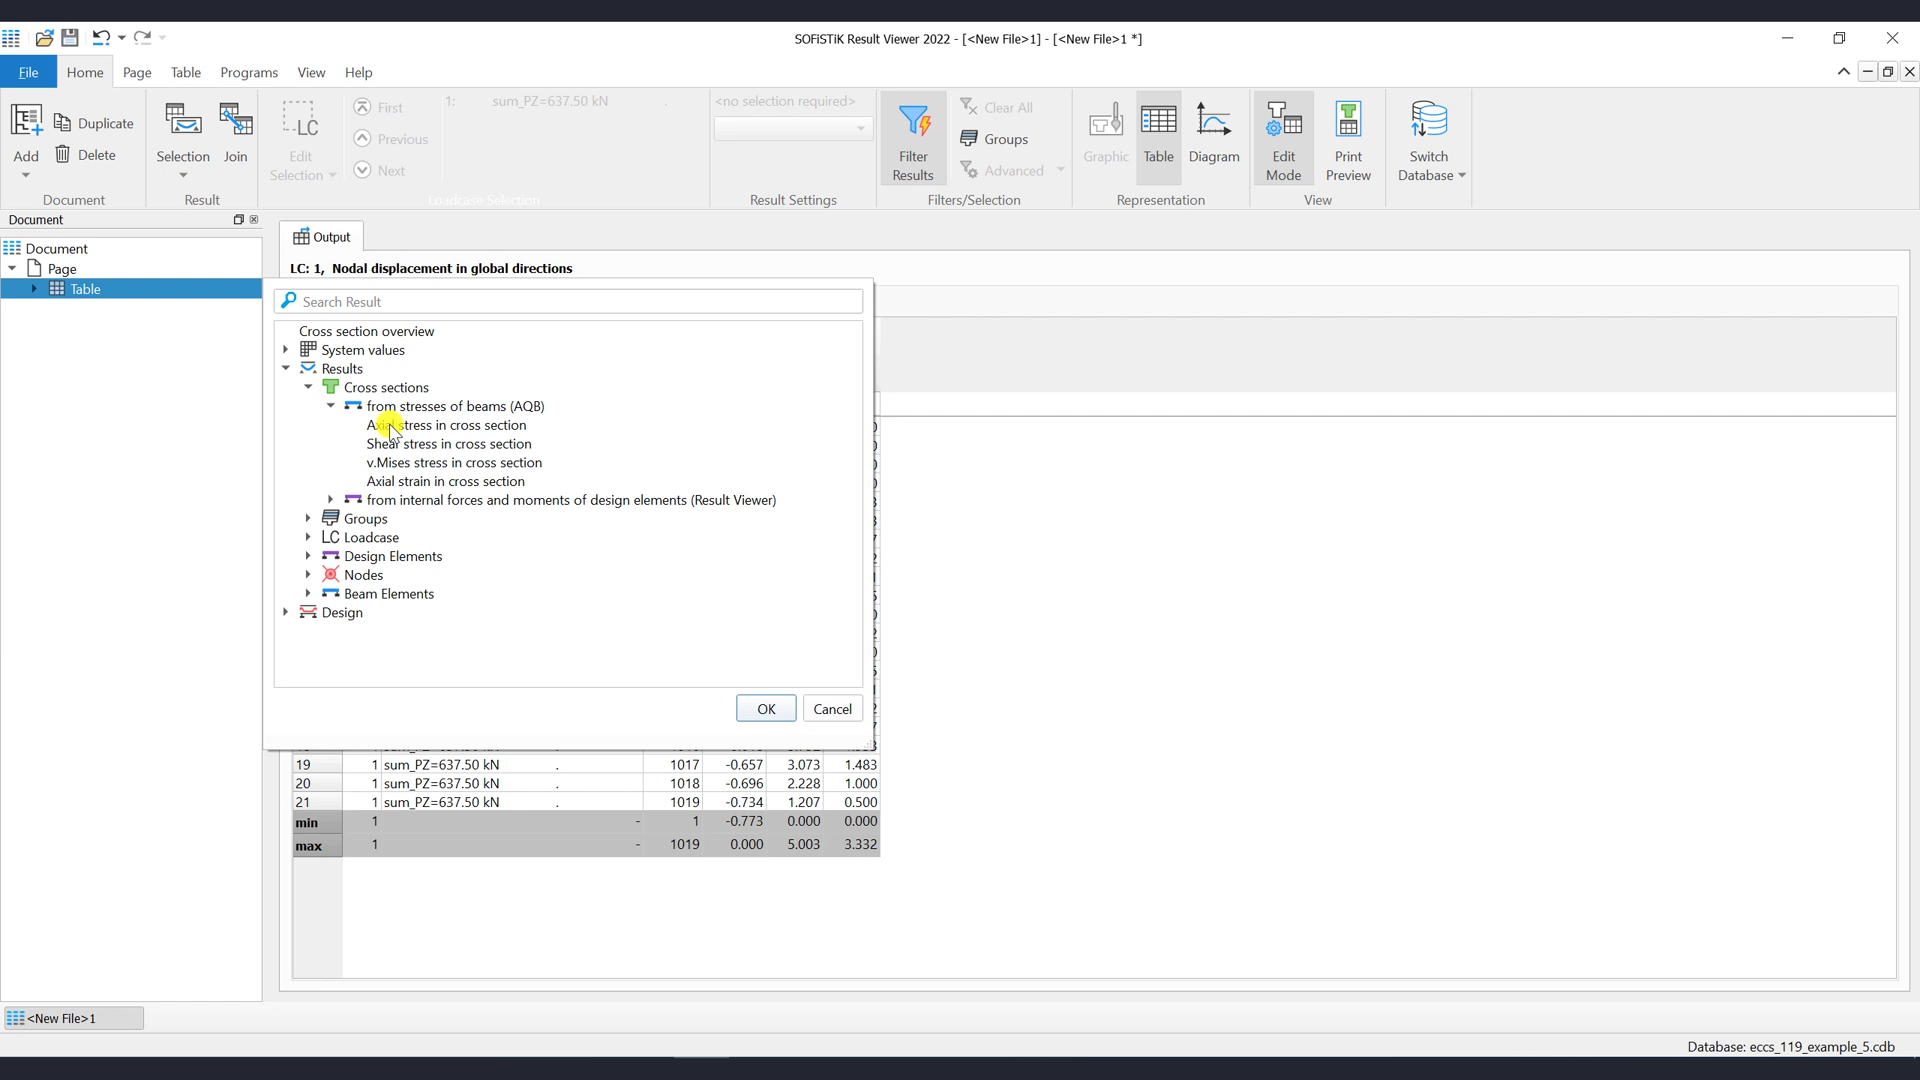 SOFiSTiK Result Viewer 2022 - [<New File>1] - [<New File>1 *]
File Home Page Table Programs View Help
Add
Duplicate
Delete
Document
Selection
Join
Result
LC
Edit
Selection
First
Previous
Next
1: sum_PZ=637.50 kN .
Loadcase Selection
<no selection required>
Result Settings
Filter
Results
Clear All
Groups
Advanced
Filters/Selection
Graphic
Table
Diagram
Representation
Edit
Mode
Print
Preview
View
Switch
Database
Document
Document
Page
Table
Output
LC: 1, Nodal displacement in global directions
Search Result
Cross section overview
System values
Results
Cross sections
from stresses of beams (AQB)
Axial stress in cross section
Shear stress in cross section
v.Mises stress in cross section
Axial strain in cross section
from internal forces and moments of design elements (Result Viewer)
Groups
LC Loadcase
Design Elements
Nodes
Beam Elements
Design
OK
Cancel
19 1 sum_PZ=637.50 kN . 1017 -0.657 3.073 1.483
20 1 sum_PZ=637.50 kN . 1018 -0.696 2.228 1.000
21 1 sum_PZ=637.50 kN . 1019 -0.734 1.207 0.500
min 1 - 1 -0.773 0.000 0.000
max 1 - 1019 0.000 5.003 3.332
<New File>1
Database: eccs_119_example_5.cdb